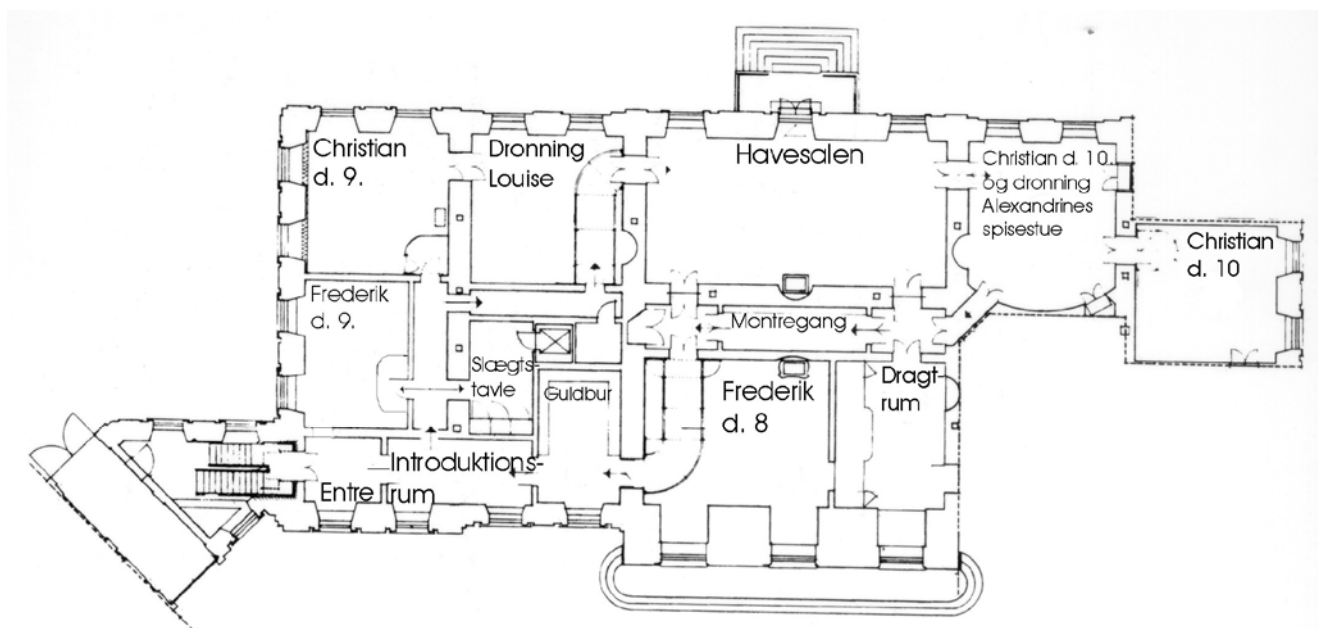 Christian
d. 9.
Dronning
Louise
Havesalen
Christian d. 10.
og dronning
Alexandrines
spisestue
Christian
d. 10
Frederik
d. 9.
Montregang
Slægts-
tavle
Guldbur
Frederik
d. 8
Dragt
rum
Introduktions-
rum
Entre